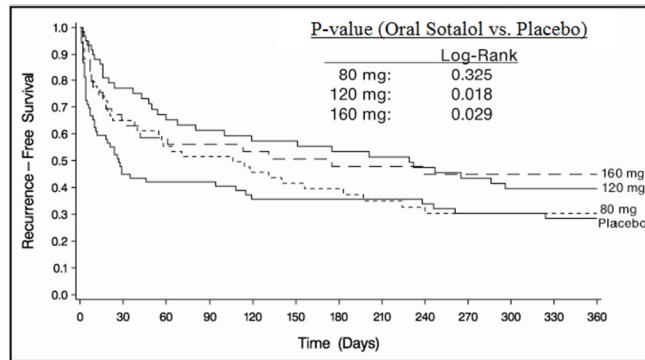 P-value (Oral Sotalol vs. Placebo)
Log-Rank
80 mg: 0.325
120 mg: 0.018
160 mg: 0.029
Recurrence-Free Survival
1.0
0.9
0.8
0.7
0.6
0.5
0.4
0.3
0.2
0.1
0.0
160 mg
120 mg
80 mg
Placebo
0 30 60 90 120 150 180 210 240 270 300 330 360
Time (Days)